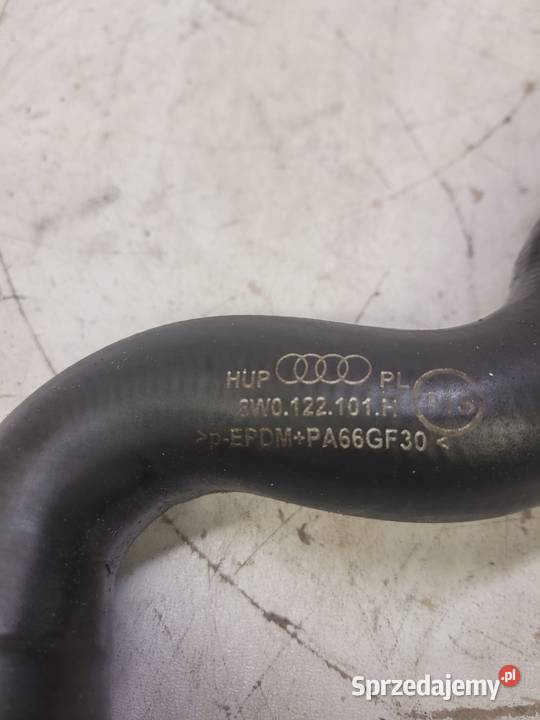 HUP PL
8W0.122.101.H
>p-EPDM+PA66GF30<
Sprzedajemy.pl